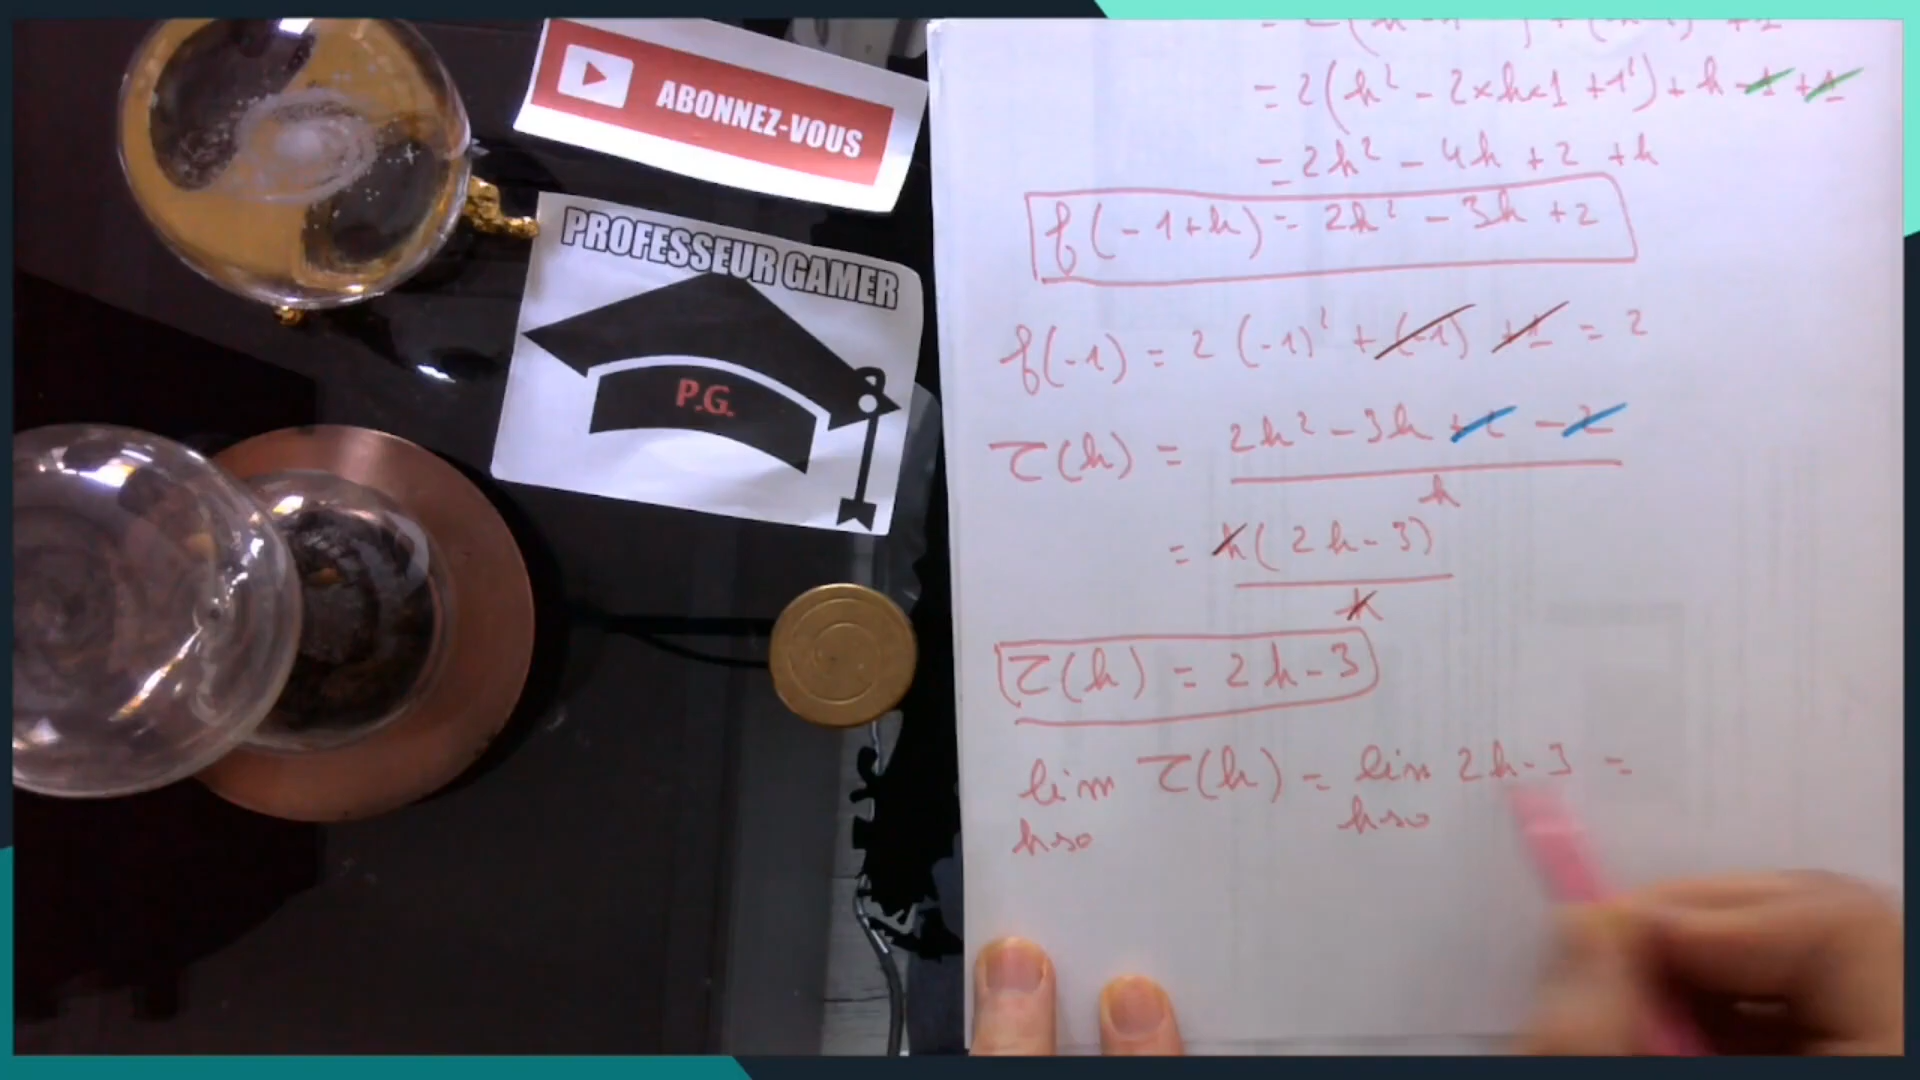 ABONNEZ-VOUS
PROFESSEUR GAMER
P.G.
= 2(h² - 2×h×1 + 1²) + h - 1 + 1
= 2h² - 4h + 2 + h
f(-1+h) = 2h² - 3h + 2
f(-1) = 2(-1)² + (-1) + 1 = 2
τ(h) = 2h² - 3h + 2 - 2
h
= h(2h-3)
h
τ(h) = 2h-3
lim τ(h) = lim 2h-3 =
h→0 h→0